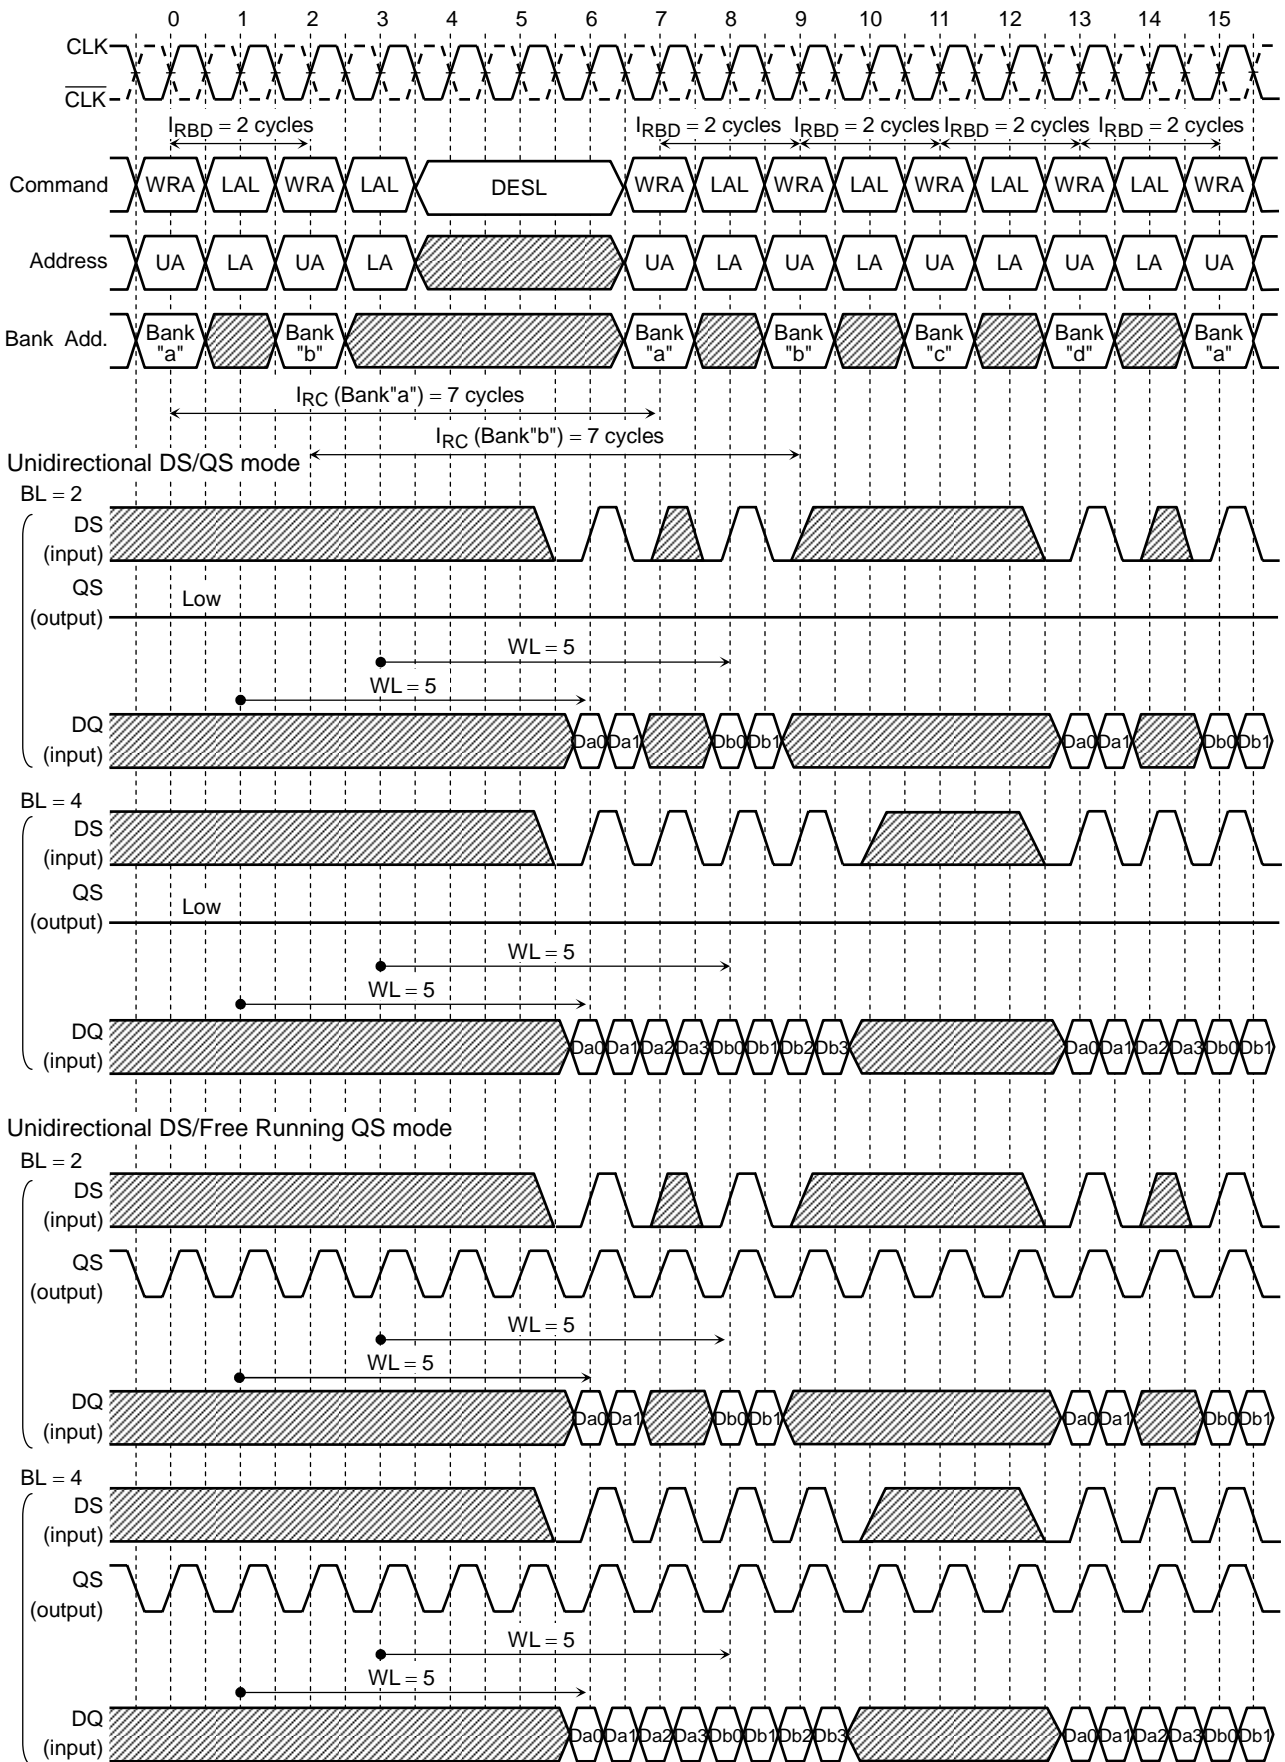 0 1 2 3 4 5 6 7 8 9 10 11 12 13 14 15
CLK
CLK
IRBD = 2 cycles IRBD = 2 cycles IRBD = 2 cycles IRBD = 2 cycles IRBD = 2 cycles
Command WRA LAL WRA LAL DESL WRA LAL WRA LAL WRA LAL WRA LAL WRA
Address UA LA UA LA UA LA UA LA UA LA UA LA UA
Bank Add. Bank "a" Bank "b" Bank "a" Bank "b" Bank "c" Bank "d" Bank "a"
IRC (Bank"a") = 7 cycles
IRC (Bank"b") = 7 cycles
Unidirectional DS/QS mode
BL = 2
DS
(input)
QS
(output)
Low
WL = 5
WL = 5
DQ
(input)
Da0 Da1 Db0 Db1 Da0 Da1 Db0 Db1
BL = 4
DS
(input)
QS
(output)
Low
WL = 5
WL = 5
DQ
(input)
Da0 Da1 Da2 Da3 Db0 Db1 Db2 Db3 Da0 Da1 Da2 Da3 Db0 Db1
Unidirectional DS/Free Running QS mode
BL = 2
DS
(input)
QS
(output)
WL = 5
WL = 5
DQ
(input)
Da0 Da1 Db0 Db1 Da0 Da1 Db0 Db1
BL = 4
DS
(input)
QS
(output)
WL = 5
WL = 5
DQ
(input)
Da0 Da1 Da2 Da3 Db0 Db1 Db2 Db3 Da0 Da1 Da2 Da3 Db0 Db1